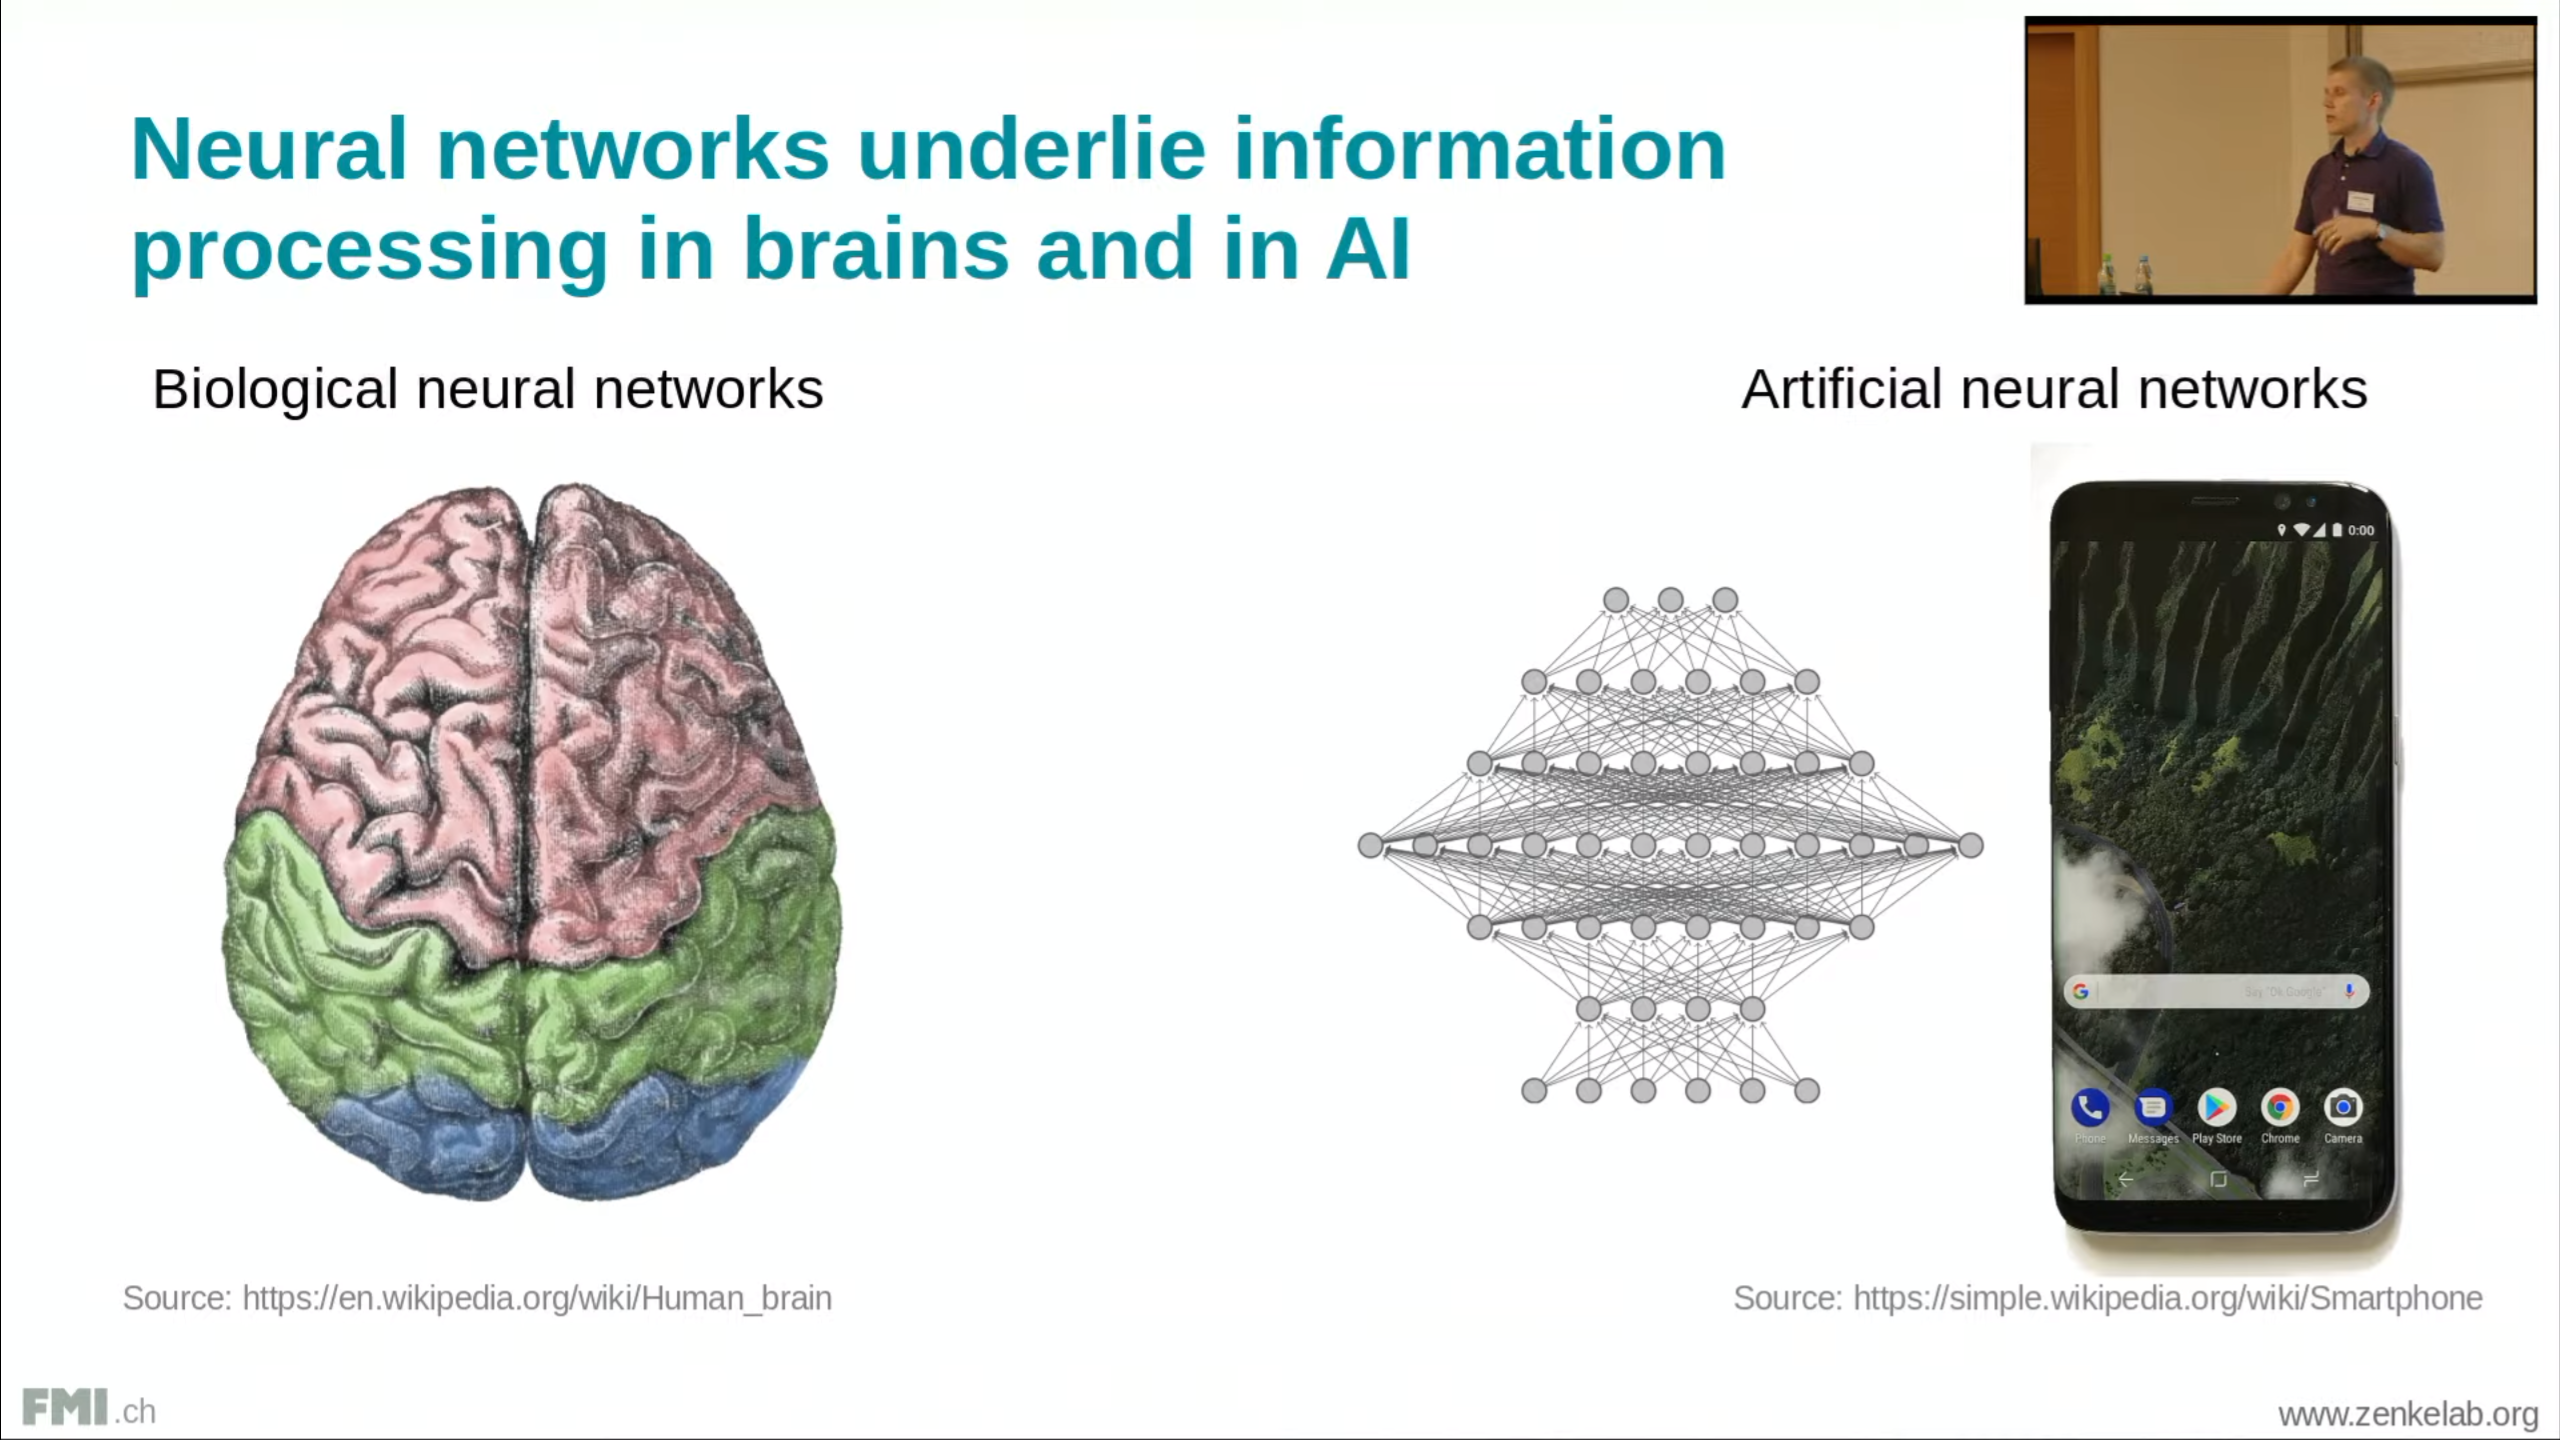 Neural networks underlie information
processing in brains and in AI
Biological neural networks
Artificial neural networks
0:00
G
Say "Ok Google"
Phone
Messages
Play Store
Chrome
Camera
Source: https://en.wikipedia.org/wiki/Human_brain
Source: https://simple.wikipedia.org/wiki/Smartphone
FMI.ch
www.zenkelab.org